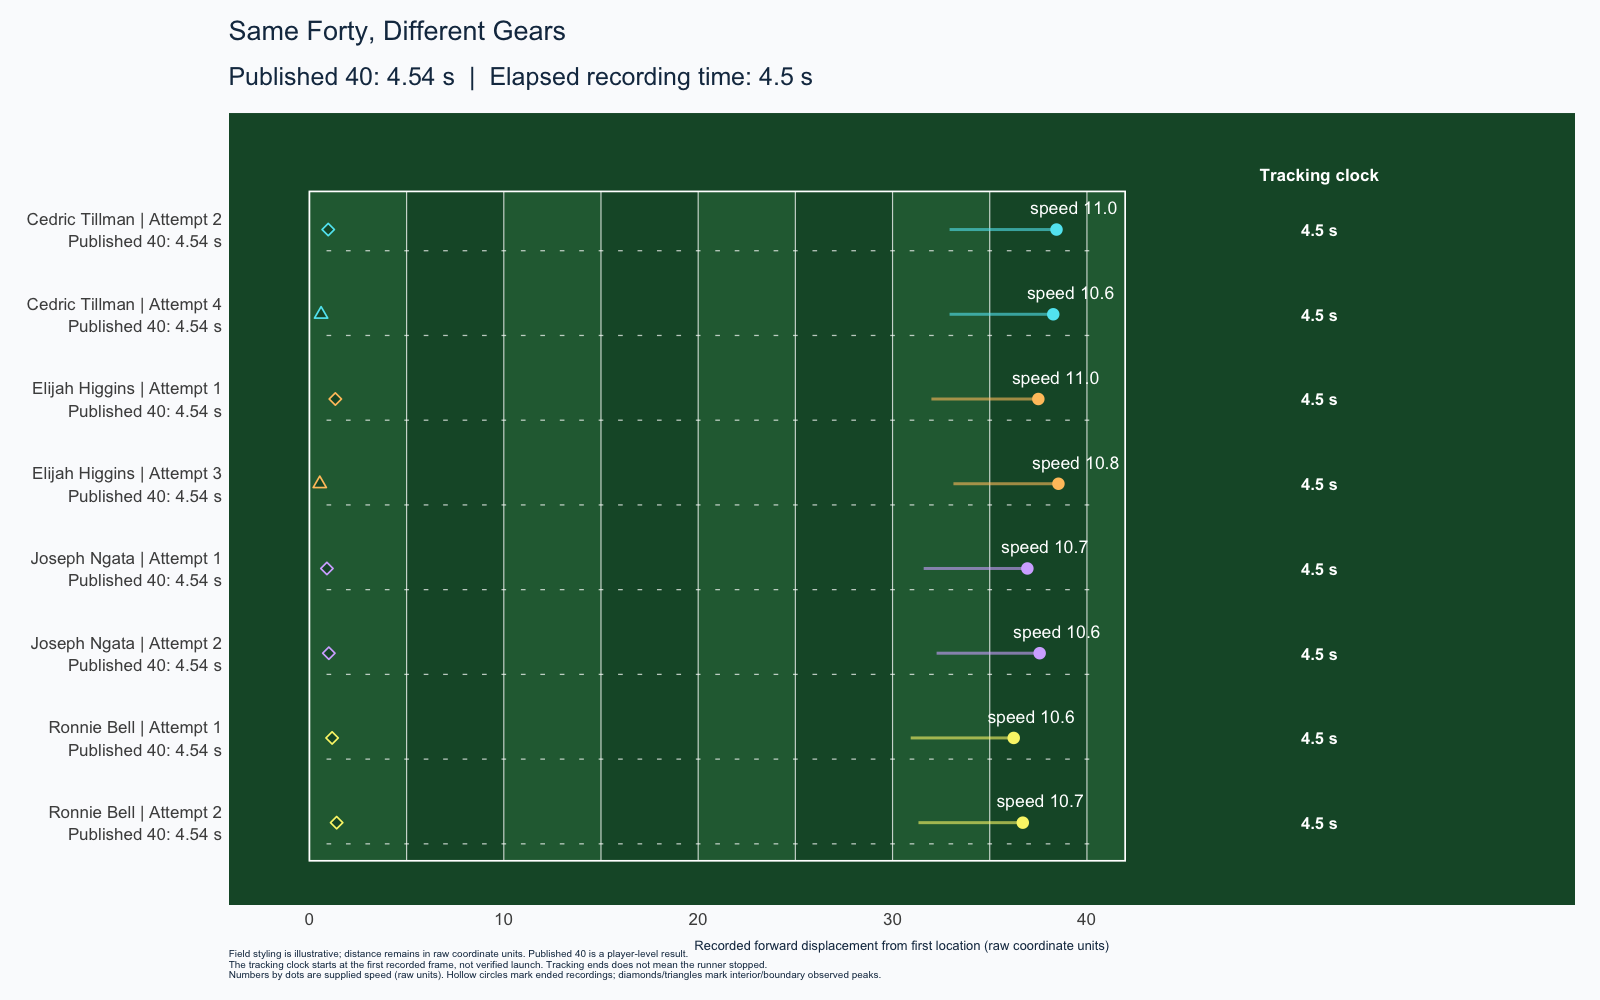 Same Forty, Different Gears
Published 40: 4.54 s | Elapsed recording time: 4.5 s
Tracking clock
Cedric Tillman | Attempt 2
Published 40: 4.54 s
speed 11.0
4.5 s
Cedric Tillman | Attempt 4
Published 40: 4.54 s
speed 10.6
4.5 s
Elijah Higgins | Attempt 1
Published 40: 4.54 s
speed 11.0
4.5 s
Elijah Higgins | Attempt 3
Published 40: 4.54 s
speed 10.8
4.5 s
Joseph Ngata | Attempt 1
Published 40: 4.54 s
speed 10.7
4.5 s
Joseph Ngata | Attempt 2
Published 40: 4.54 s
speed 10.6
4.5 s
Ronnie Bell | Attempt 1
Published 40: 4.54 s
speed 10.6
4.5 s
Ronnie Bell | Attempt 2
Published 40: 4.54 s
speed 10.7
4.5 s
0 10 20 30 40
Recorded forward displacement from first location (raw coordinate units)
Field styling is illustrative; distance remains in raw coordinate units. Published 40 is a player-level result.
The tracking clock starts at the first recorded frame, not verified launch. Tracking ends does not mean the runner stopped.
Numbers by dots are supplied speed (raw units). Hollow circles mark ended recordings; diamonds/triangles mark interior/boundary observed peaks.